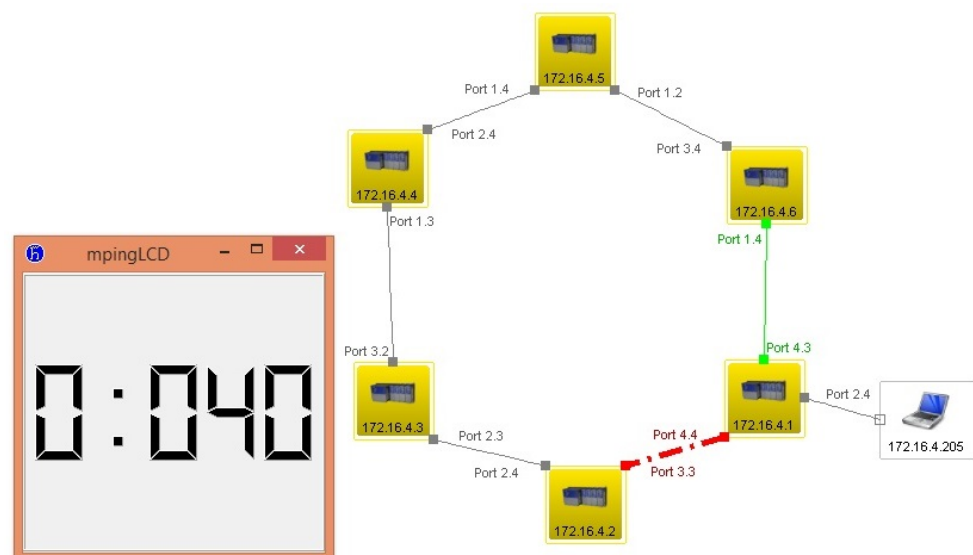 172.16.4.5
Port 1.4
Port 1.2
Port 2.4
Port 3.4
172.16.4.4
172.16.4.6
Port 1.3
Port 1.4
mpingLCD
0:040
Port 3.2
Port 4.3
172.16.4.3
172.16.4.1
Port 2.4
172.16.4.205
Port 2.3
Port 4.4
Port 2.4
Port 3.3
172.16.4.2